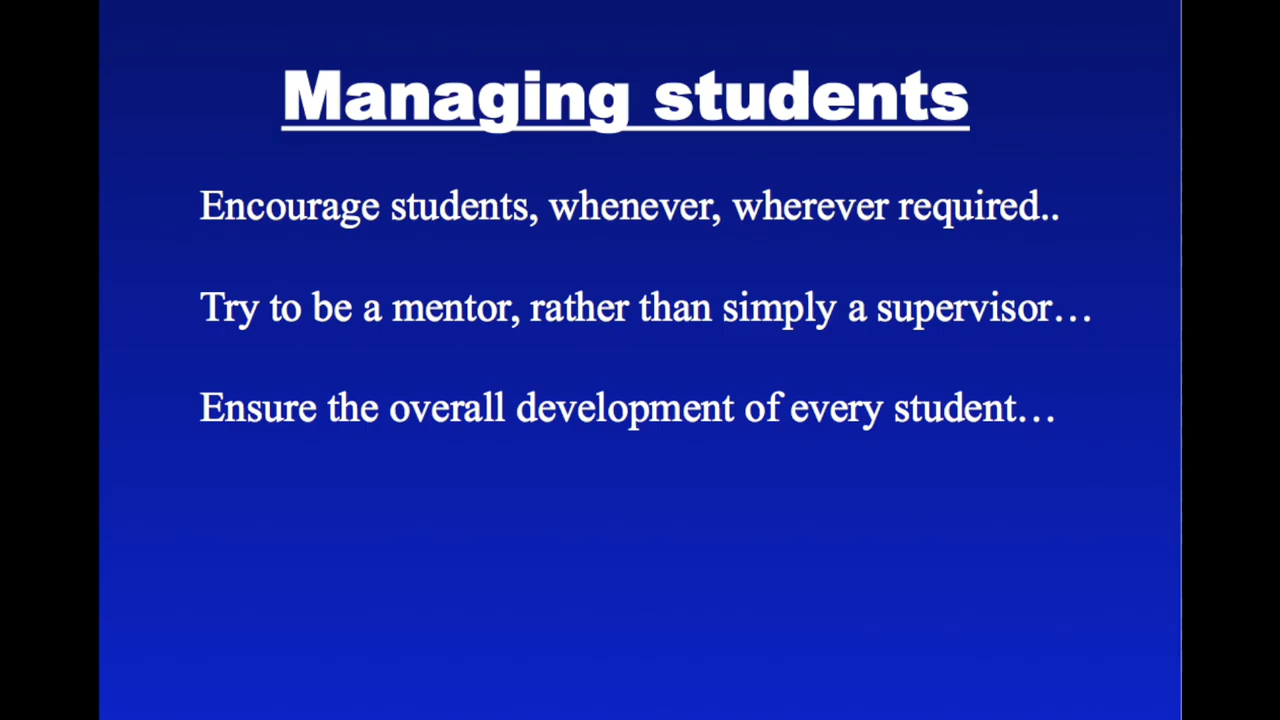 Managing students
Encourage students, whenever, wherever required..
Try to be a mentor, rather than simply a supervisor…
Ensure the overall development of every student…